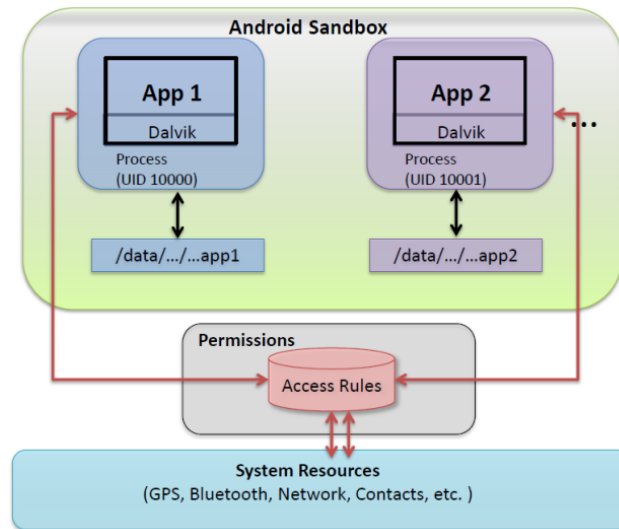 Android Sandbox
App 1
Dalvik
Process
(UID 10000)
/data/.../...app1
App 2
Dalvik
Process
(UID 10001)
/data/.../...app2
...
Permissions
Access Rules
System Resources
(GPS, Bluetooth, Network, Contacts, etc. )